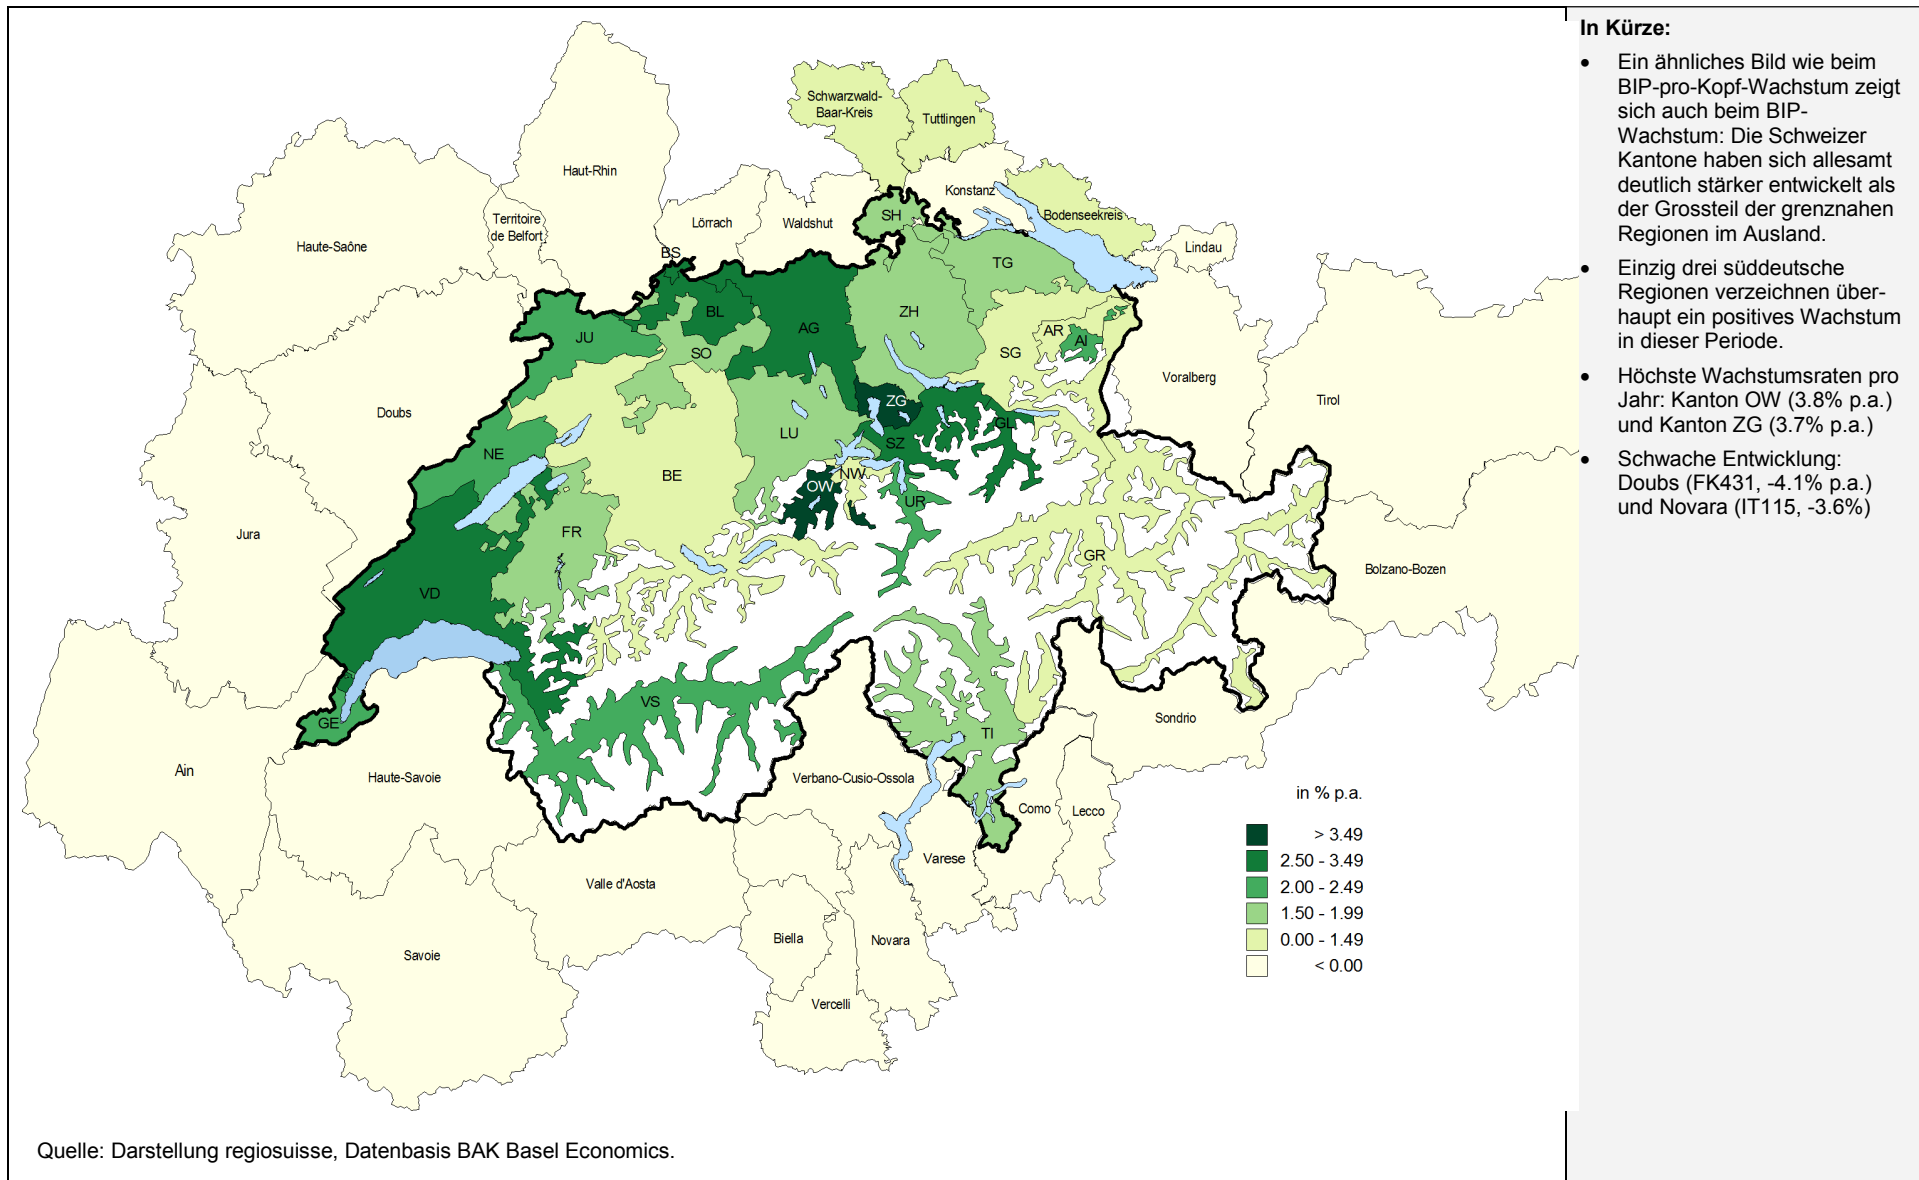 Schwarzwald-
Baar-Kreis
Tuttlingen
Haut-Rhin
Konstanz
Territoire
de Belfort
Haute-Saône
Lörrach
Waldshut
SH
Bodenseekreis
Lindau
BS
TG
BL
AG
ZH
JU
SO
AR
AI
SG
Voralberg
Tirol
Doubs
ZG
GL
LU
SZ
NE
BE
NW
OW
UR
Jura
FR
GR
Bolzano-Bozen
VD
VS
GE
Sondrio
TI
Ain
Haute-Savoie
Verbano-Cusio-Ossola
Como
Lecco
Varese
Valle d'Aosta
Biella
Novara
Savoie
Vercelli
in % p.a.
> 3.49
2.50 - 3.49
2.00 - 2.49
1.50 - 1.99
0.00 - 1.49
< 0.00
Quelle: Darstellung regiosuisse, Datenbasis BAK Basel Economics.
In Kürze:
• Ein ähnliches Bild wie beim
BIP-pro-Kopf-Wachstum zeigt
sich auch beim BIP-
Wachstum: Die Schweizer
Kantone haben sich allesamt
deutlich stärker entwickelt als
der Grossteil der grenznahen
Regionen im Ausland.
• Einzig drei süddeutsche
Regionen verzeichnen über-
haupt ein positives Wachstum
in dieser Periode.
• Höchste Wachstumsraten pro
Jahr: Kanton OW (3.8% p.a.)
und Kanton ZG (3.7% p.a.)
• Schwache Entwicklung:
Doubs (FK431, -4.1% p.a.)
und Novara (IT115, -3.6%)